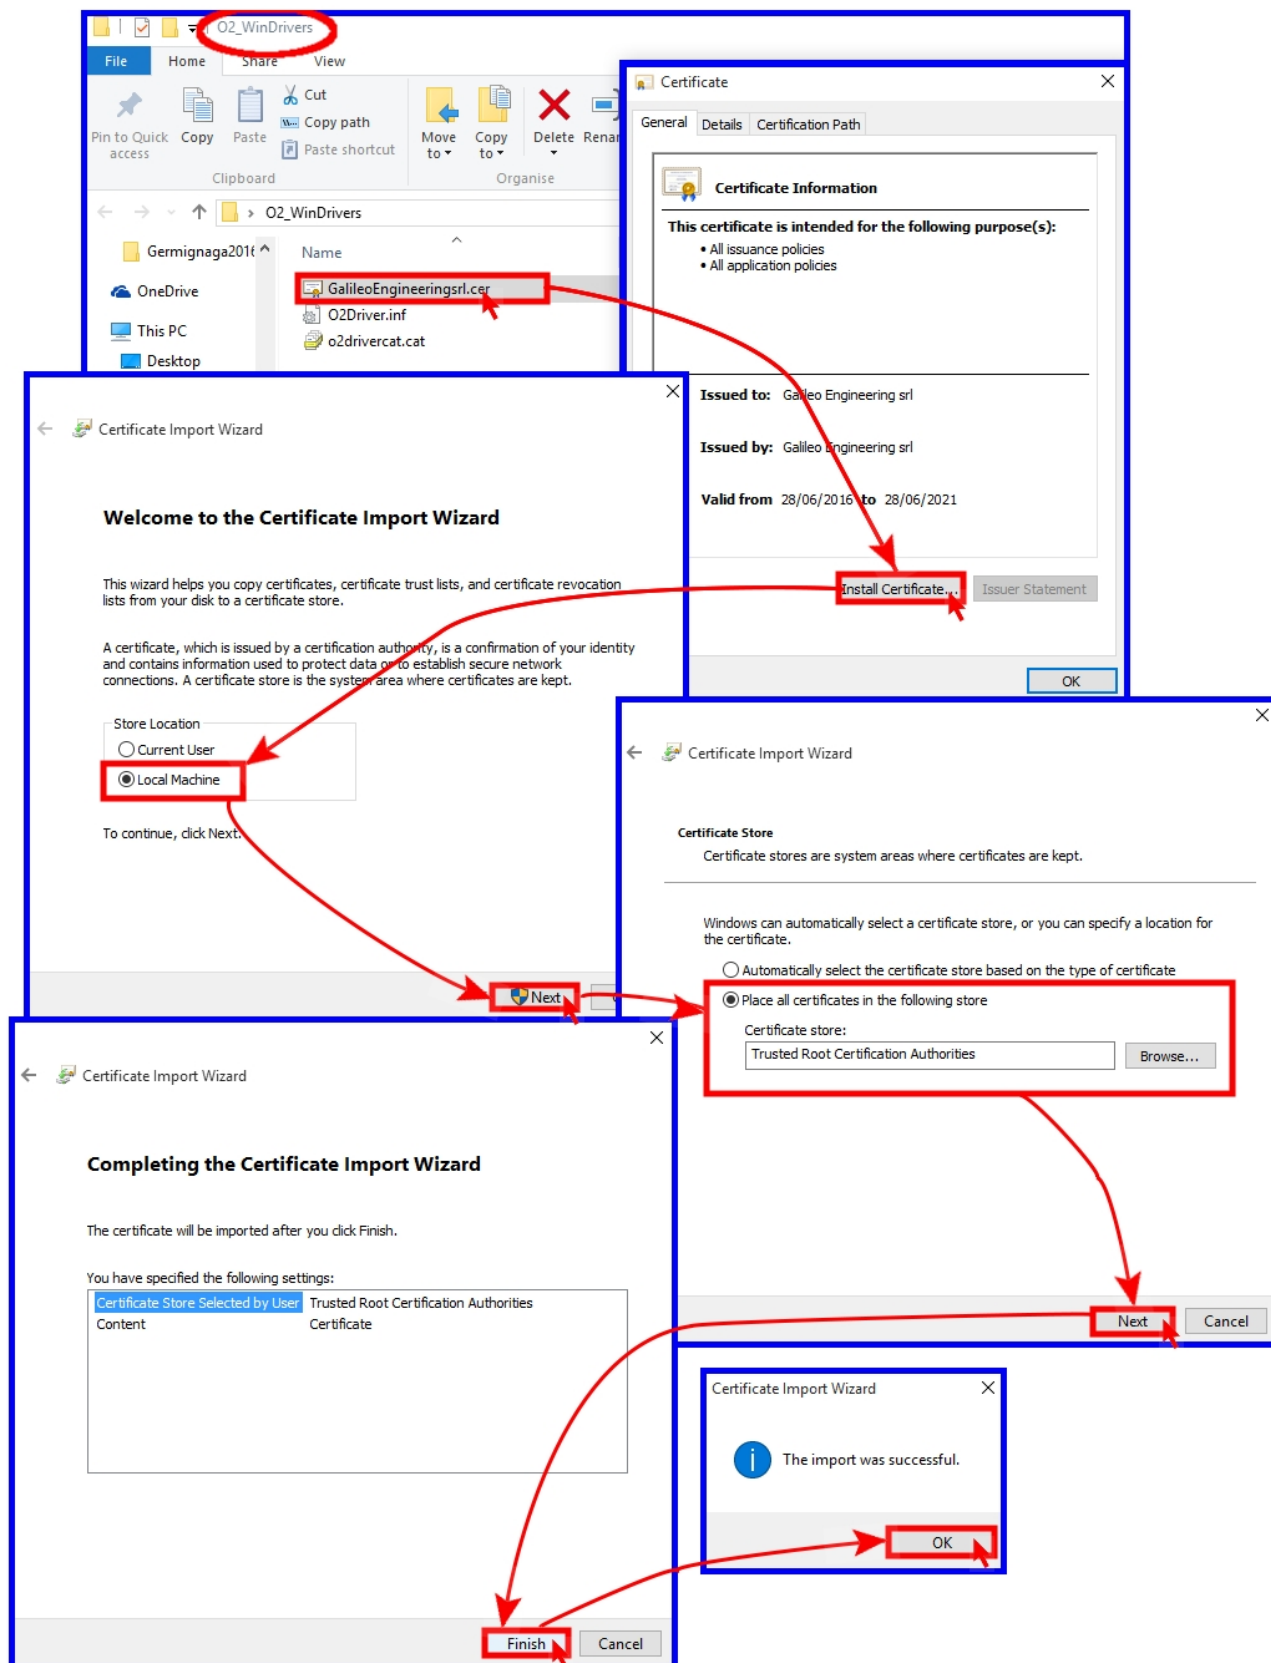 O2_WinDrivers
File Home Share View
Pin to Quick access
Copy
Paste
Cut
Copy path
Paste shortcut
Clipboard
Move to
Copy to
Delete
Organise
O2_WinDrivers
Germignaga2016
OneDrive
This PC
Desktop
Name
GalileoEngineeringsrl.cer
O2Driver.inf
o2drivercat.cat
Certificate
General Details Certification Path
Certificate Information
This certificate is intended for the following purpose(s):
• All issuance policies
• All application policies
Issued to: Galileo Engineering srl
Issued by: Galileo Engineering srl
Valid from 28/06/2016 to 28/06/2021
Install Certificate... Issuer Statement
OK
Certificate Import Wizard
Welcome to the Certificate Import Wizard
This wizard helps you copy certificates, certificate trust lists, and certificate revocation
lists from your disk to a certificate store.
A certificate, which is issued by a certification authority, is a confirmation of your identity
and contains information used to protect data or to establish secure network
connections. A certificate store is the system area where certificates are kept.
Store Location
Current User
Local Machine
To continue, click Next.
Next
Certificate Import Wizard
Certificate Store
Certificate stores are system areas where certificates are kept.
Windows can automatically select a certificate store, or you can specify a location for
the certificate.
Automatically select the certificate store based on the type of certificate
Place all certificates in the following store
Certificate store:
Trusted Root Certification Authorities Browse...
Next Cancel
Certificate Import Wizard
Completing the Certificate Import Wizard
The certificate will be imported after you click Finish.
You have specified the following settings:
Certificate Store Selected by User Trusted Root Certification Authorities
Content Certificate
Finish Cancel
Certificate Import Wizard
The import was successful.
OK